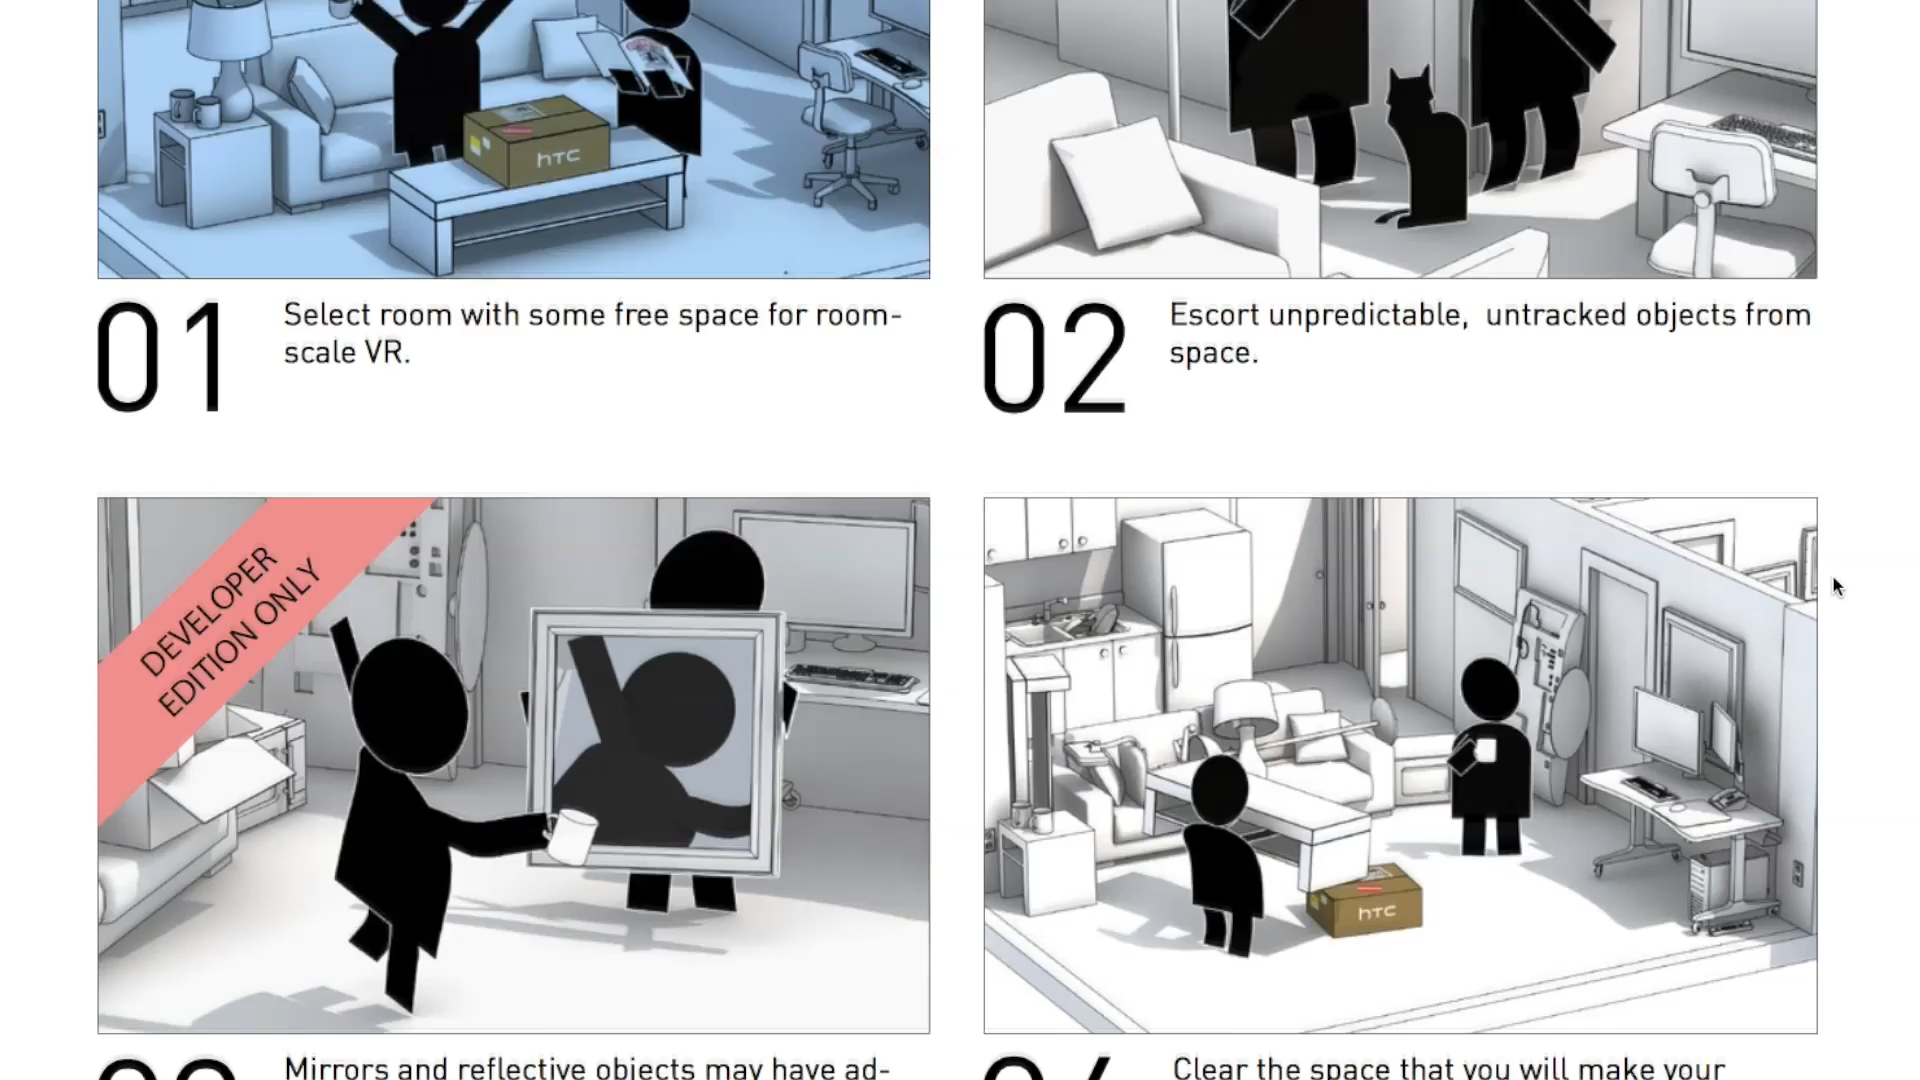 hTC
01
Select room with some free space for room-
scale VR.
02
Escort unpredictable,  untracked objects from
space.
DEVELOPER
EDITION ONLY
hTC
Mirrors and reflective objects may have ad-
Clear the space that you will make your